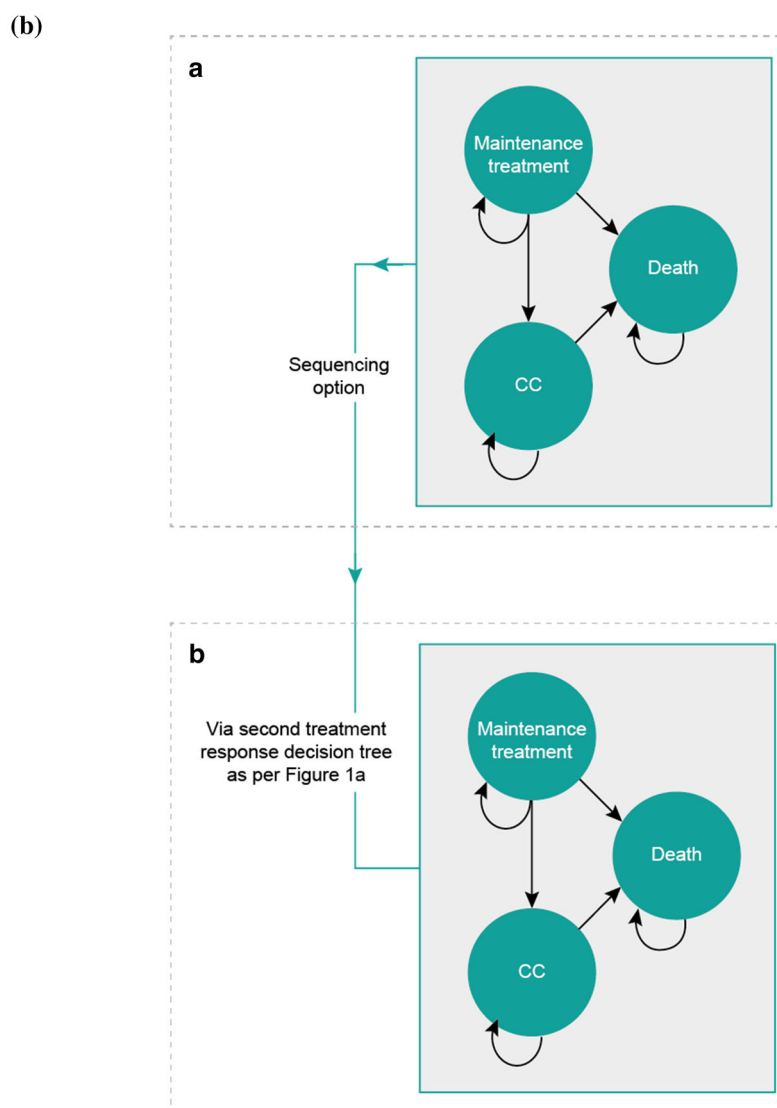 (b)
a
Maintenance
treatment
Death
Sequencing
option
CC
b
Maintenance
treatment
Via second treatment
response decision tree
as per Figure 1a
Death
CC